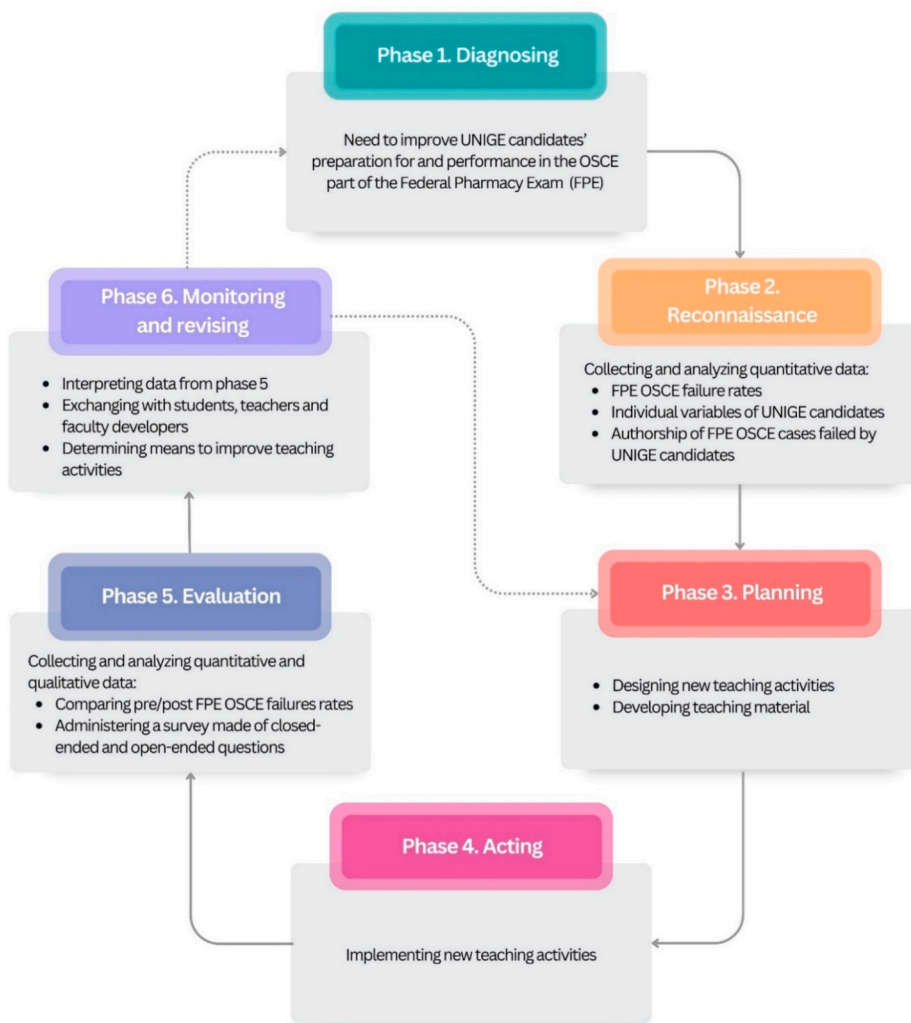 Phase 1. Diagnosing
Need to improve UNIGE candidates'
preparation for and performance in the OSCE
part of the Federal Pharmacy Exam (FPE)
Phase 2.
Reconnaissance
Collecting and analyzing quantitative data:
• FPE OSCE failure rates
• Individual variables of UNIGE candidates
• Authorship of FPE OSCE cases failed by
UNIGE candidates
Phase 3. Planning
• Designing new teaching activities
• Developing teaching material
Phase 4. Acting
Implementing new teaching activities
Phase 5. Evaluation
Collecting and analyzing quantitative and
qualitative data:
• Comparing pre/post FPE OSCE failures rates
• Administering a survey made of closed-
ended and open-ended questions
Phase 6. Monitoring
and revising
• Interpreting data from phase 5
• Exchanging with students, teachers and
faculty developers
• Determining means to improve teaching
activities